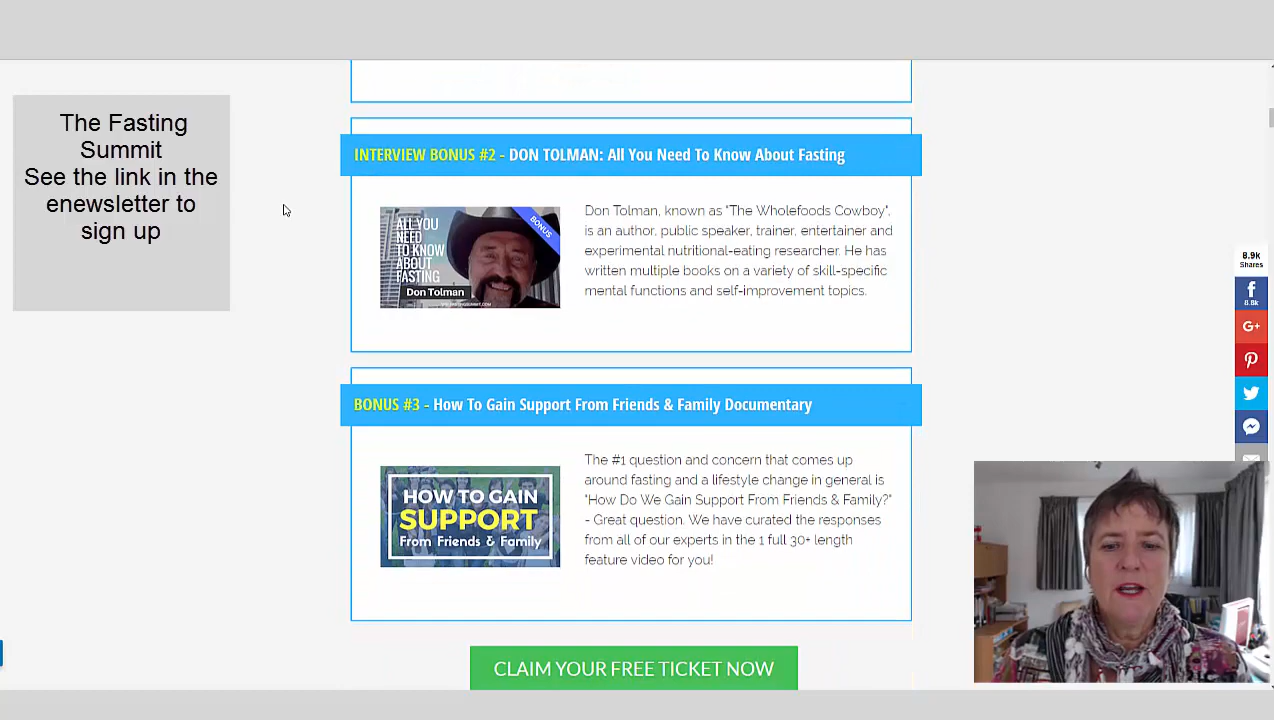 The Fasting
Summit
See the link in the
enewsletter to
sign up
INTERVIEW BONUS #2 - DON TOLMAN: All You Need To Know About Fasting
ALL YOU
NEED
TO KNOW
ABOUT
FASTING
BONUS
Don Tolman
Don Tolman, known as "The Wholefoods Cowboy",
is an author, public speaker, trainer, entertainer and
experimental nutritional-eating researcher. He has
written multiple books on a variety of skill-specific
mental functions and self-improvement topics.
BONUS #3 - How To Gain Support From Friends & Family Documentary
HOW TO GAIN
SUPPORT
From Friends & Family
The #1 question and concern that comes up
around fasting and a lifestyle change in general is
"How Do We Gain Support From Friends & Family?"
- Great question. We have curated the responses
from all of our experts in the 1 full 30+ length
feature video for you!
CLAIM YOUR FREE TICKET NOW
8.9k
Shares
8.8k
G+